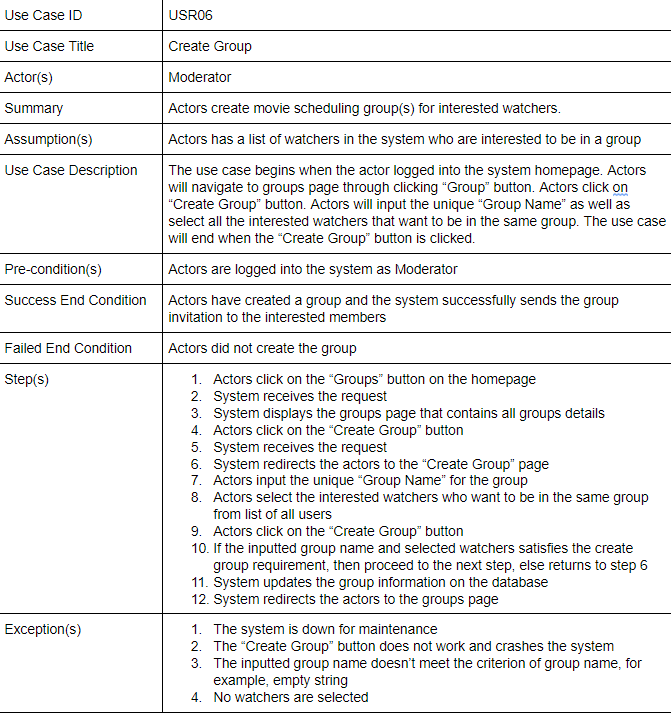 Use Case ID USR06
Use Case Title Create Group
Actor(s) Moderator
Summary Actors create movie scheduling group(s) for interested watchers.
Assumption(s) Actors has a list of watchers in the system who are interested to be in a group
Use Case Description The use case begins when the actor logged into the system homepage. Actors
will navigate to groups page through clicking “Group” button. Actors click on
“Create Group” button. Actors will input the unique “Group Name” as well as
select all the interested watchers that want to be in the same group. The use case
will end when the “Create Group” button is clicked.
Pre-condition(s) Actors are logged into the system as Moderator
Success End Condition Actors have created a group and the system successfully sends the group
invitation to the interested members
Failed End Condition Actors did not create the group
Step(s) 1. Actors click on the “Groups” button on the homepage
2. System receives the request
3. System displays the groups page that contains all groups details
4. Actors click on the “Create Group” button
5. System receives the request
6. System redirects the actors to the “Create Group” page
7. Actors input the unique “Group Name” for the group
8. Actors select the interested watchers who want to be in the same group
from list of all users
9. Actors click on the “Create Group” button
10. If the inputted group name and selected watchers satisfies the create
group requirement, then proceed to the next step, else returns to step 6
11. System updates the group information on the database
12. System redirects the actors to the groups page
Exception(s) 1. The system is down for maintenance
2. The “Create Group” button does not work and crashes the system
3. The inputted group name doesn’t meet the criterion of group name, for
example, empty string
4. No watchers are selected